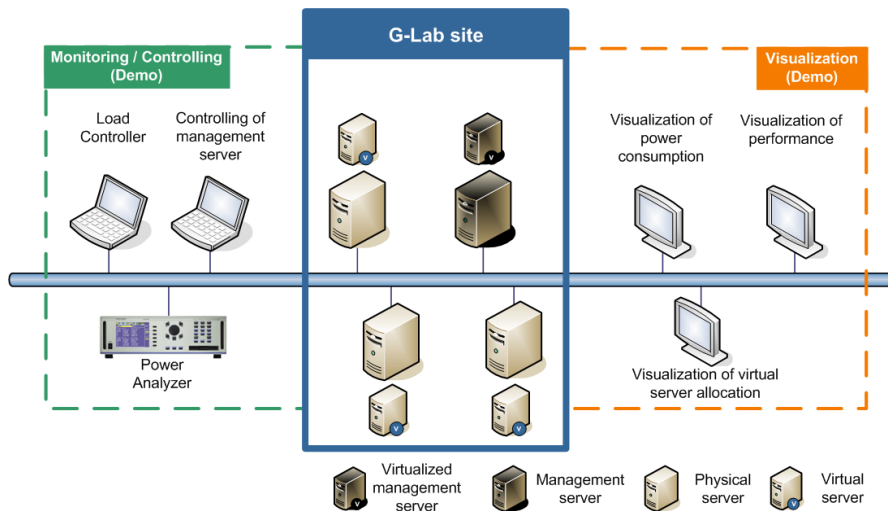 G-Lab site
Monitoring / Controlling
(Demo)
Visualization
(Demo)
Load
Controller
Controlling of
management
server
Visualization of
power
consumption
Visualization of
performance
V
V
Power
Analyzer
Visualization of virtual
server allocation
V
V
V
Virtualized
management
server
Management
server
Physical
server
V
Virtual
server